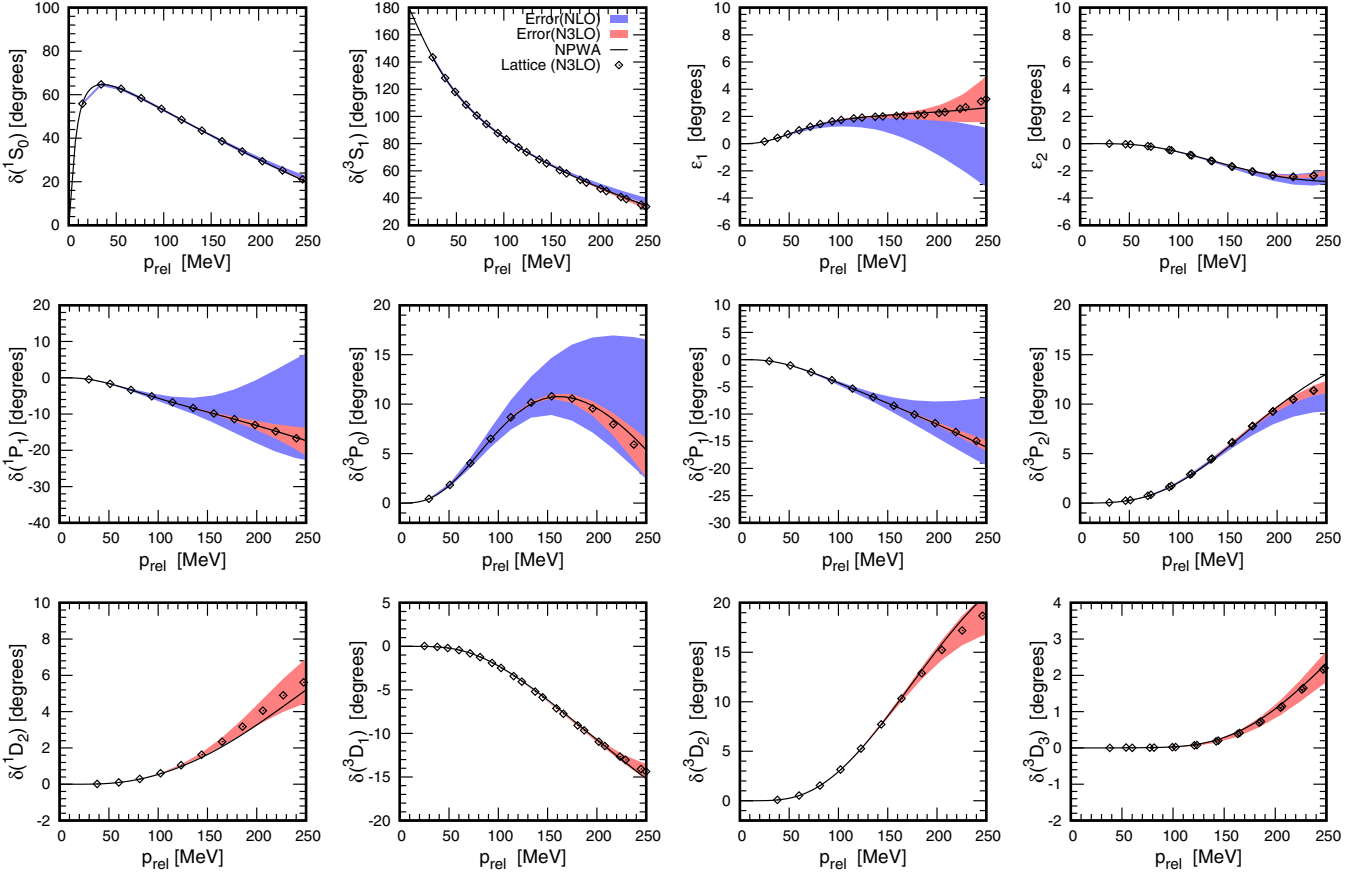 δ(¹S₀) [degrees]
100
80
60
40
20
0
0 50 100 150 200 250
p_rel [MeV]
δ(³S₁) [degrees]
180
160
140
120
100
80
60
40
20
0 50 100 150 200 250
p_rel [MeV]
Error(NLO)
Error(N3LO)
NPWA
Lattice (N3LO)
ε₁ [degrees]
10
8
6
4
2
0
-2
-4
-6
0 50 100 150 200 250
p_rel [MeV]
ε₂ [degrees]
10
8
6
4
2
0
-2
-4
-6
0 50 100 150 200 250
p_rel [MeV]
δ(¹P₁) [degrees]
20
10
0
-10
-20
-30
-40
0 50 100 150 200 250
p_rel [MeV]
δ(³P₀) [degrees]
20
15
10
5
0
0 50 100 150 200 250
p_rel [MeV]
δ(³P₁) [degrees]
10
5
0
-5
-10
-15
-20
-25
-30
0 50 100 150 200 250
p_rel [MeV]
δ(³P₂) [degrees]
20
15
10
5
0
0 50 100 150 200 250
p_rel [MeV]
δ(¹D₂) [degrees]
10
8
6
4
2
0
-2
0 50 100 150 200 250
p_rel [MeV]
δ(³D₁) [degrees]
5
0
-5
-10
-15
-20
0 50 100 150 200 250
p_rel [MeV]
δ(³D₂) [degrees]
20
15
10
5
0
0 50 100 150 200 250
p_rel [MeV]
δ(³D₃) [degrees]
4
3
2
1
0
-1
-2
0 50 100 150 200 250
p_rel [MeV]